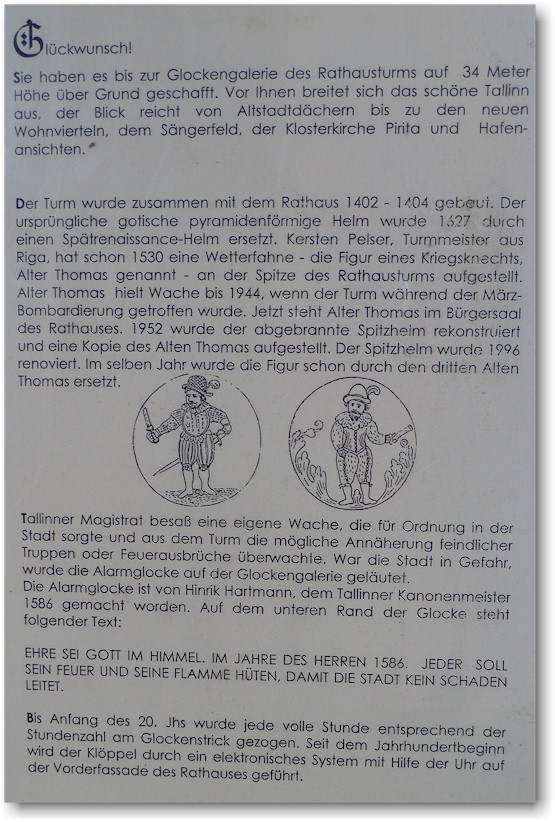 Glückwunsch!
Sie haben es bis zur Glockengalerie des Rathausturms auf 34 Meter
Höhe über Grund geschafft. Vor Ihnen breitet sich das schöne Tallinn
aus, der Blick reicht von Altstadtdächern bis zu den neuen
Wohnvierteln, dem Sängerfeld, der Klosterkirche Pirita und Hafen-
ansichten.
Der Turm wurde zusammen mit dem Rathaus 1402 - 1404 gebaut. Der
ursprüngliche gotische pyramidenförmige Helm wurde 1627 durch
einen Spätrenaissance-Helm ersetzt. Kersten Pelser, Turmmeister aus
Riga, hat schon 1530 eine Wetterfahne - die Figur eines Kriegsknechts,
Alter Thomas genannt - an der Spitze des Rathausturms aufgestellt.
Alter Thomas hielt Wache bis 1944, wenn der Turm während der März-
Bombardierung getroffen wurde. Jetzt steht Alter Thomas im Bürgersaal
des Rathauses. 1952 wurde der abgebrannte Spitzhelm rekonstruiert
und eine Kopie des Alten Thomas aufgestellt. Der Spitzhelm wurde 1996
renoviert. Im selben Jahr wurde die Figur schon durch den dritten Alten
Thomas ersetzt.
Tallinner Magistrat besaß eine eigene Wache, die für Ordnung in der
Stadt sorgte und aus dem Turm die mögliche Annäherung feindlicher
Truppen oder Feuerausbrüche überwachte. War die Stadt in Gefahr,
wurde die Alarmglocke auf der Glockengalerie geläutet.
Die Alarmglocke ist von Hinrik Hartmann, dem Tallinner Kanonenmeister
1586 gemacht worden. Auf dem unteren Rand der Glocke steht
folgender Text:
EHRE SEI GOTT IM HIMMEL. IM JAHRE DES HERREN 1586. JEDER SOLL
SEIN FEUER UND SEINE FLAMME HÜTEN, DAMIT DIE STADT KEIN SCHADEN
LEITET.
Bis Anfang des 20. Jhs wurde jede volle Stunde entsprechend der
Stundenzahl am Glockenstrick gezogen. Seit dem Jahrhundertbeginn
wird der Klöppel durch ein elektronisches System mit Hilfe der Uhr auf
der Vorderfassade des Rathauses geführt.